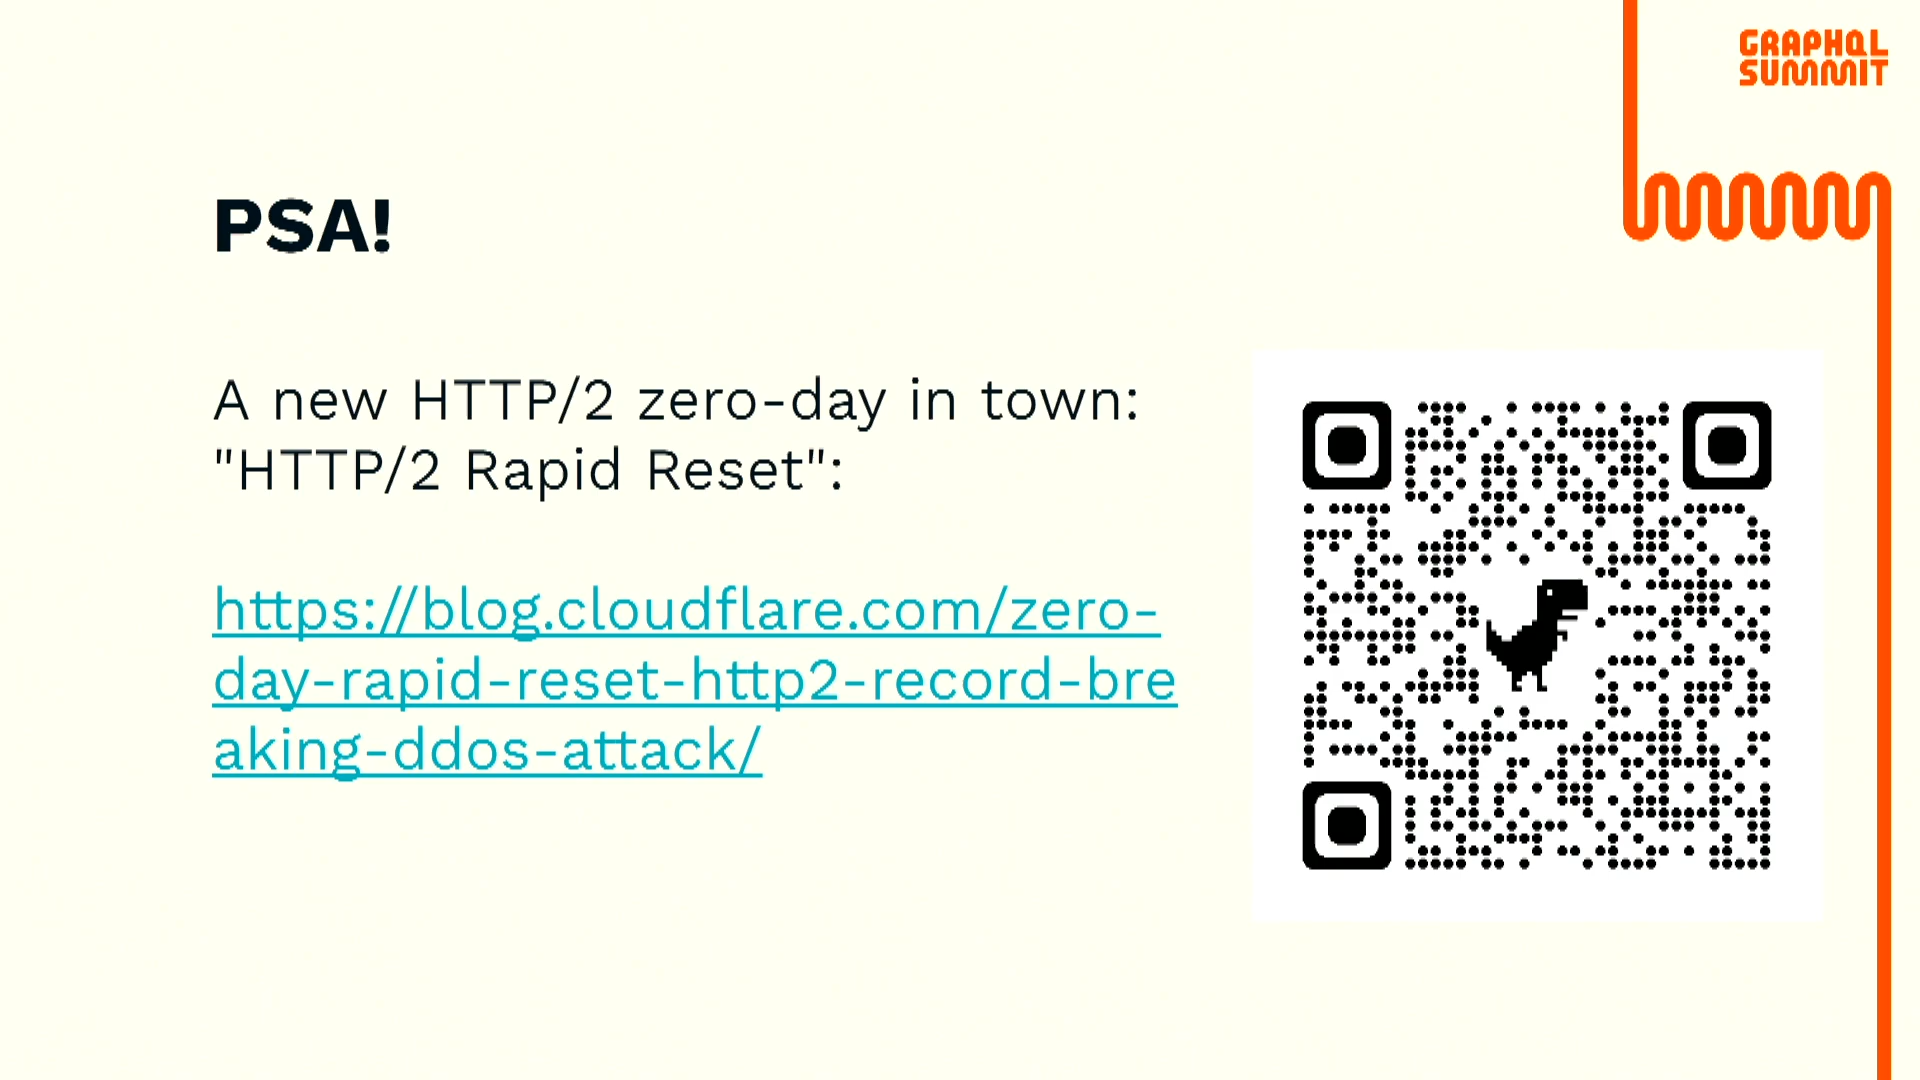 GRAPHQL
SUMMIT
PSA!
A new HTTP/2 zero-day in town:
"HTTP/2 Rapid Reset":
https://blog.cloudflare.com/zero-
day-rapid-reset-http2-record-bre
aking-ddos-attack/